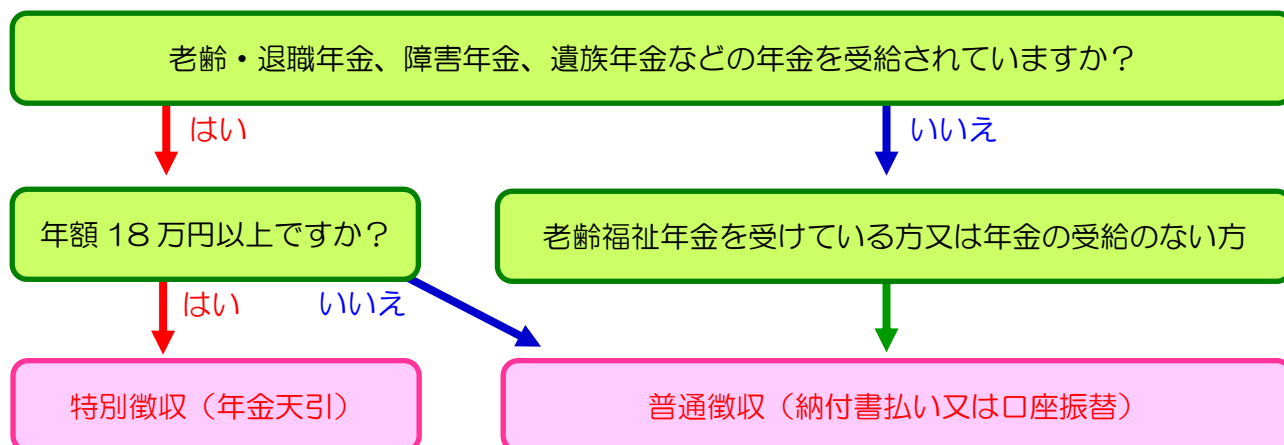 老齢・退職年金、障害年金、遺族年金などの年金を受給されていますか？
はい
いいえ
年額 18 万円以上ですか？
老齢福祉年金を受けている方又は年金の受給のない方
はい
いいえ
特別徴収（年金天引）
普通徴収（納付書払い又は口座振替）